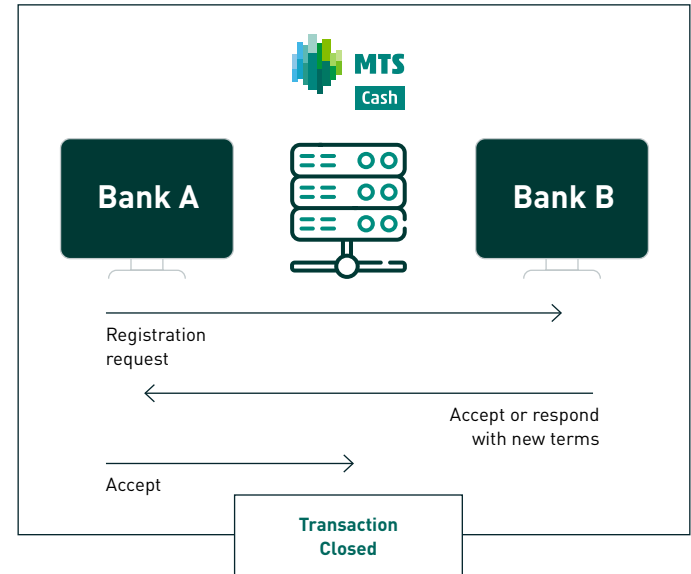 MTS
Cash
Bank A
Bank B
Registration
request
Accept or respond
with new terms
Accept
Transaction
Closed